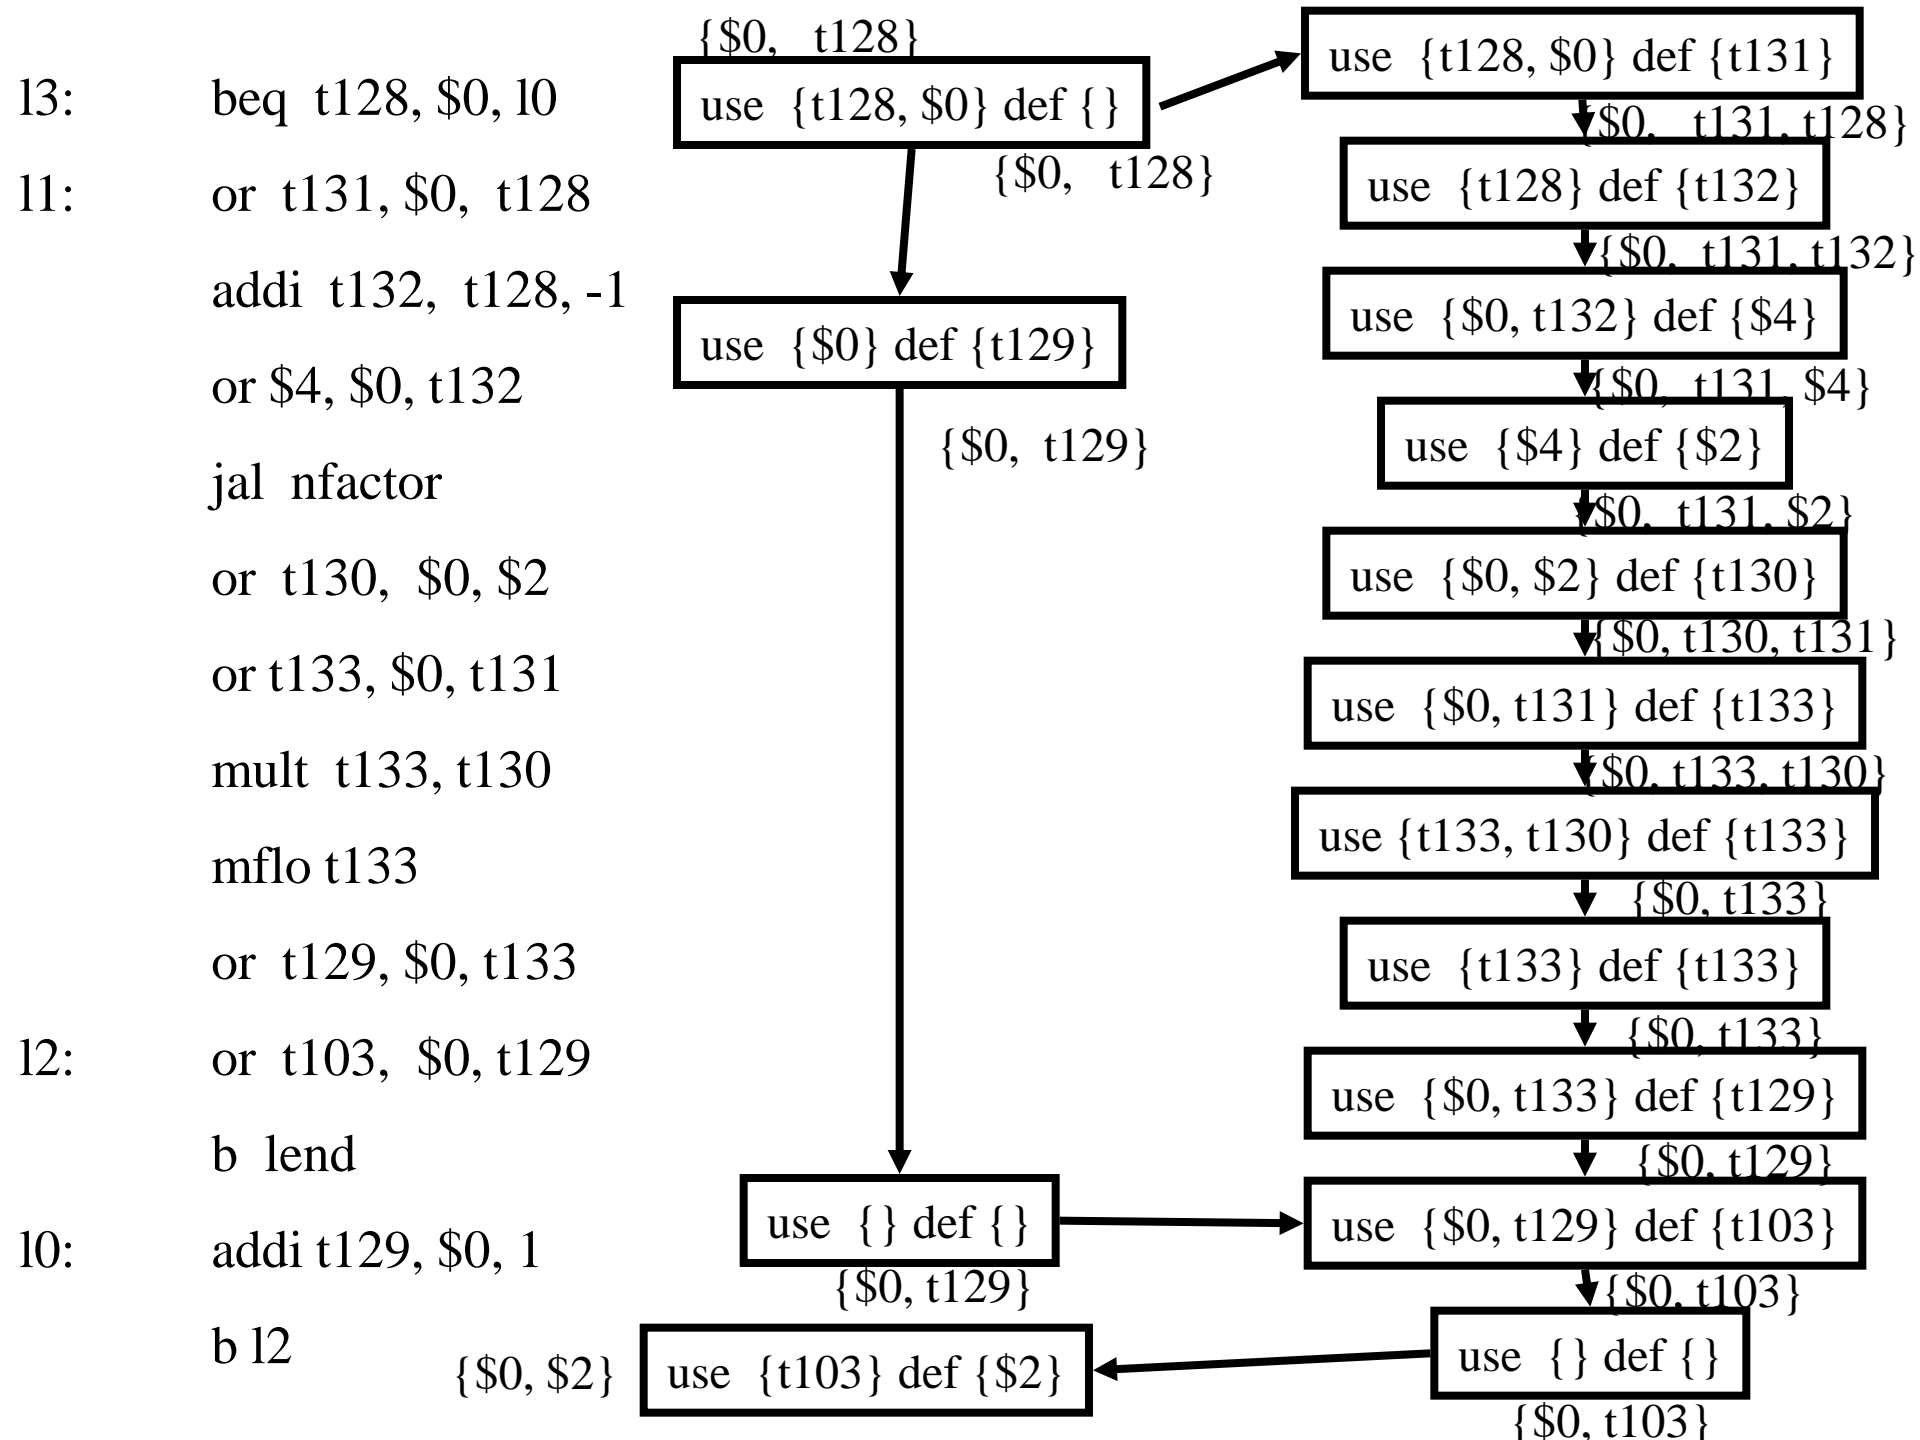 l3: beq t128, $0, l0
l1: or t131, $0, t128
addi t132, t128, -1
or $4, $0, t132
jal nfactor
or t130, $0, $2
or t133, $0, t131
mult t133, t130
mflo t133
or t129, $0, t133
l2: or t103, $0, t129
b lend
l0: addi t129, $0, 1
b l2
{$0, t128}
use {t128, $0} def {}
{$0, t128}
use {$0} def {t129}
{$0, t129}
use {} def {}
{$0, t129}
use {t128, $0} def {t131}
{$0, t131, t128}
use {t128} def {t132}
{$0, t131, t132}
use {$0, t132} def {$4}
{$0, t131, $4}
use {$4} def {$2}
{$0, t131, $2}
use {$0, $2} def {t130}
{$0, t130, t131}
use {$0, t131} def {t133}
{$0, t133, t130}
use {t133, t130} def {t133}
{$0, t133}
use {t133} def {t133}
{$0, t133}
use {$0, t133} def {t129}
{$0, t129}
use {$0, t129} def {t103}
{$0, t103}
use {} def {}
{$0, t103}
use {t103} def {$2}
{$0, $2}